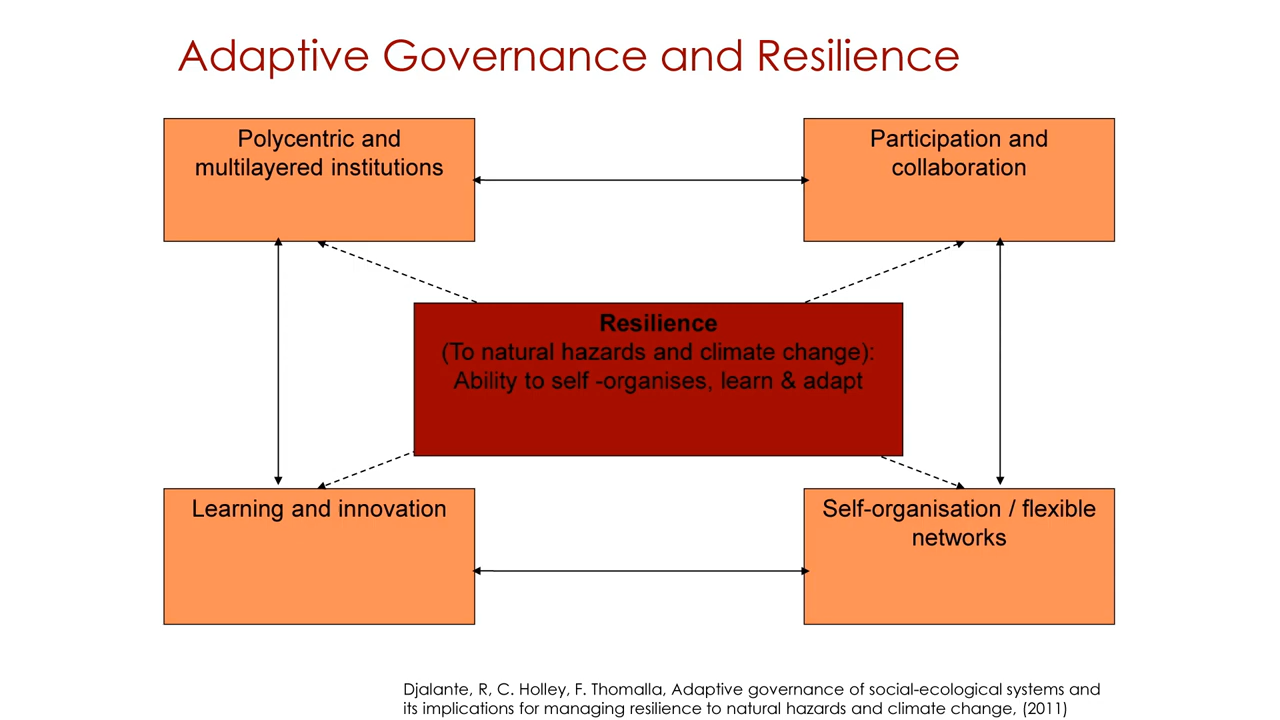 Adaptive Governance and Resilience
Polycentric and
multilayered institutions
Participation and
collaboration
Resilience
(To natural hazards and climate change):
Ability to self -organises, learn & adapt
Learning and innovation
Self-organisation / flexible
networks
Djalante, R, C. Holley, F. Thomalla, Adaptive governance of social-ecological systems and
its implications for managing resilience to natural hazards and climate change, (2011)